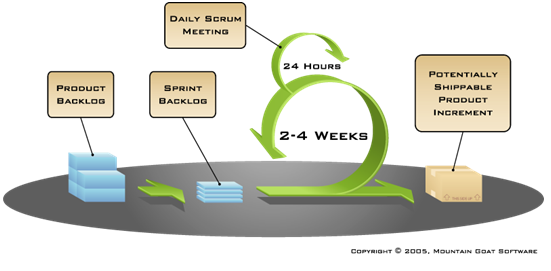 DAILY SCRUM
MEETING
24 HOURS
PRODUCT
BACKLOG
SPRINT
BACKLOG
2-4 WEEKS
POTENTIALLY
SHIPPABLE
PRODUCT
INCREMENT
COPYRIGHT © 2005, MOUNTAIN GOAT SOFTWARE